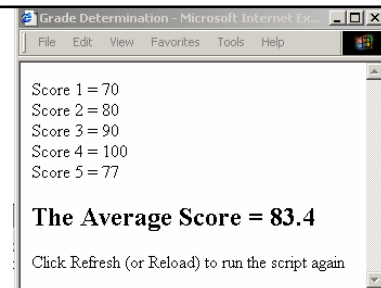 Grade Determination - Microsoft Internet Ex...
File Edit View Favorites Tools Help
Score 1 = 70
Score 2 = 80
Score 3 = 90
Score 4 = 100
Score 5 = 77
The Average Score = 83.4
Click Refresh (or Reload) to run the script again